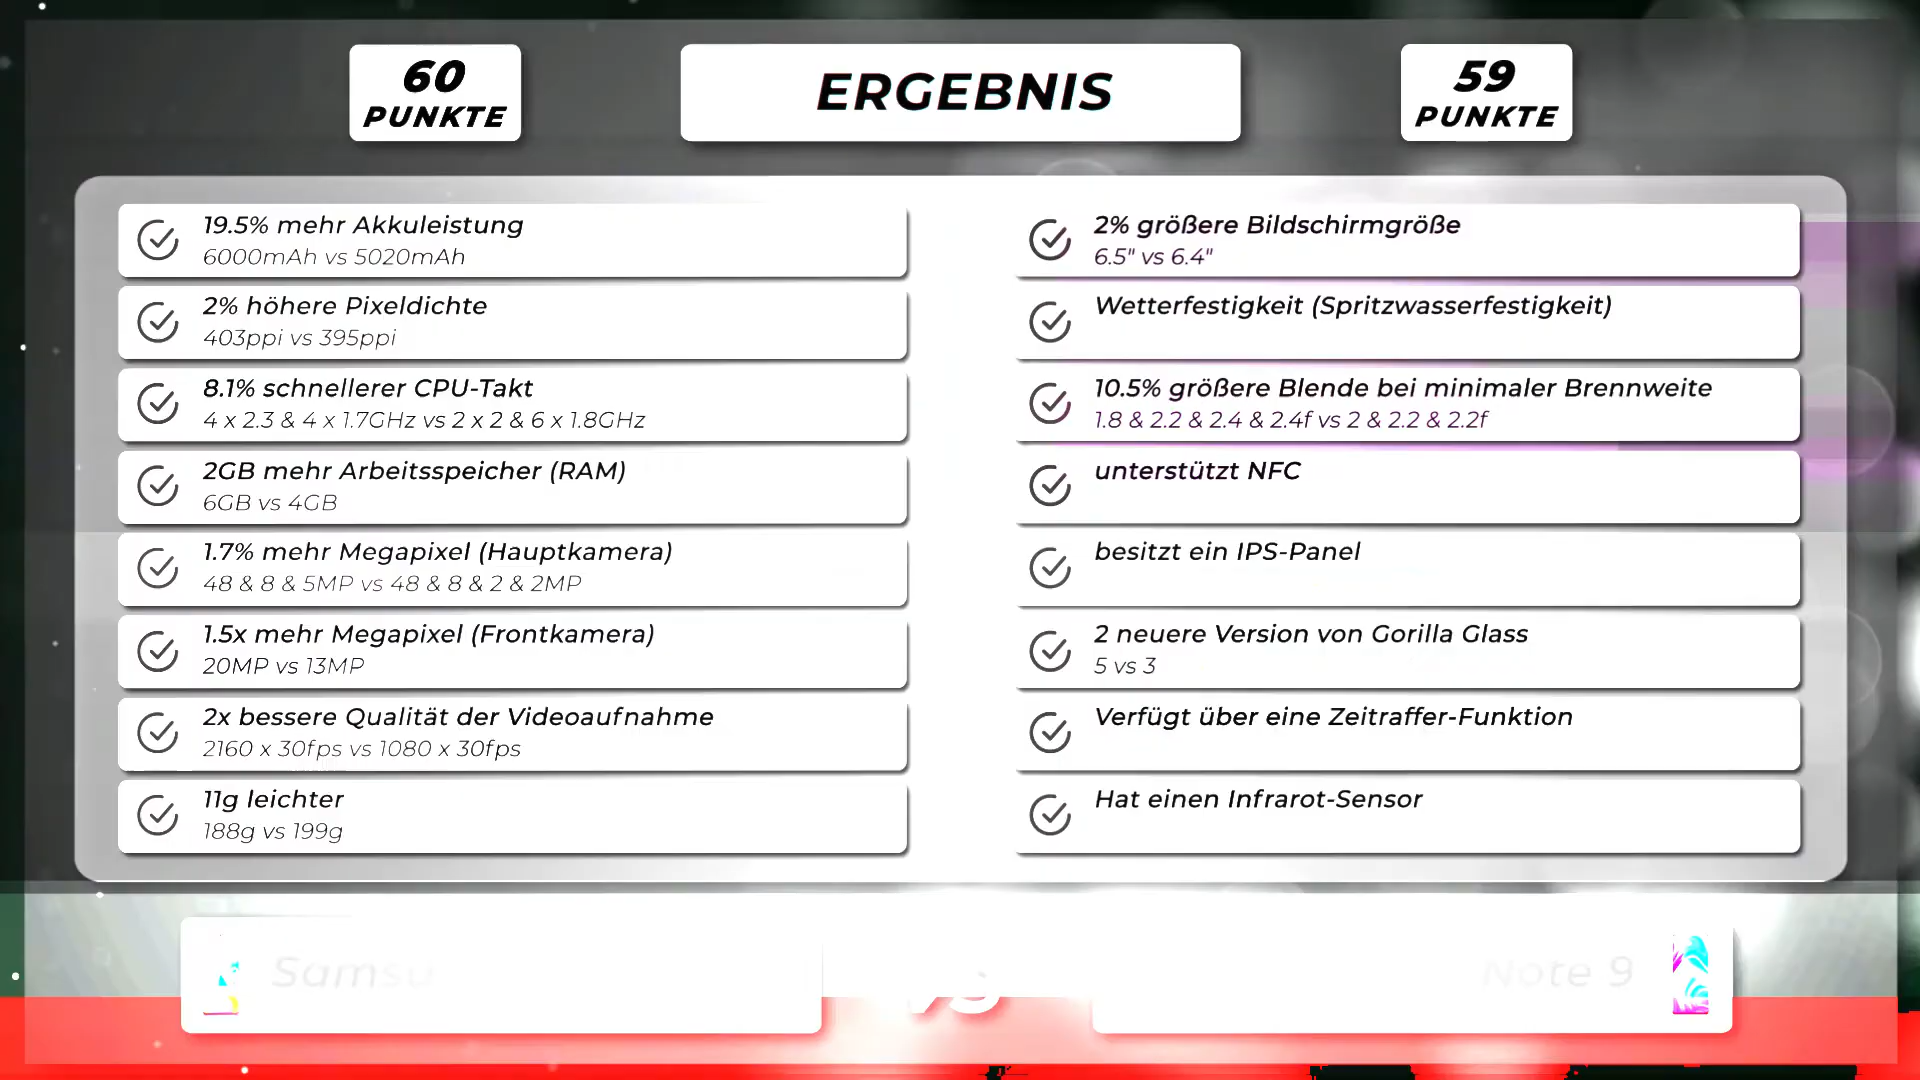 60
PUNKTE
ERGEBNIS
59
PUNKTE
19.5% mehr Akkuleistung
6000mAh vs 5020mAh
2% höhere Pixeldichte
403ppi vs 395ppi
8.1% schnellerer CPU-Takt
4 x 2.3 & 4 x 1.7GHz vs 2 x 2 & 6 x 1.8GHz
2GB mehr Arbeitsspeicher (RAM)
6GB vs 4GB
1.7% mehr Megapixel (Hauptkamera)
48 & 8 & 5MP vs 48 & 8 & 2 & 2MP
1.5x mehr Megapixel (Frontkamera)
20MP vs 13MP
2x bessere Qualität der Videoaufnahme
2160 x 30fps vs 1080 x 30fps
11g leichter
188g vs 199g
2% größere Bildschirmgröße
6.5" vs 6.4"
Wetterfestigkeit (Spritzwasserfestigkeit)
10.5% größere Blende bei minimaler Brennweite
1.8 & 2.2 & 2.4 & 2.4f vs 2 & 2.2 & 2.2f
unterstützt NFC
besitzt ein IPS-Panel
2 neuere Version von Gorilla Glass
5 vs 3
Verfügt über eine Zeitraffer-Funktion
Hat einen Infrarot-Sensor
Samsu
vs
Note 9